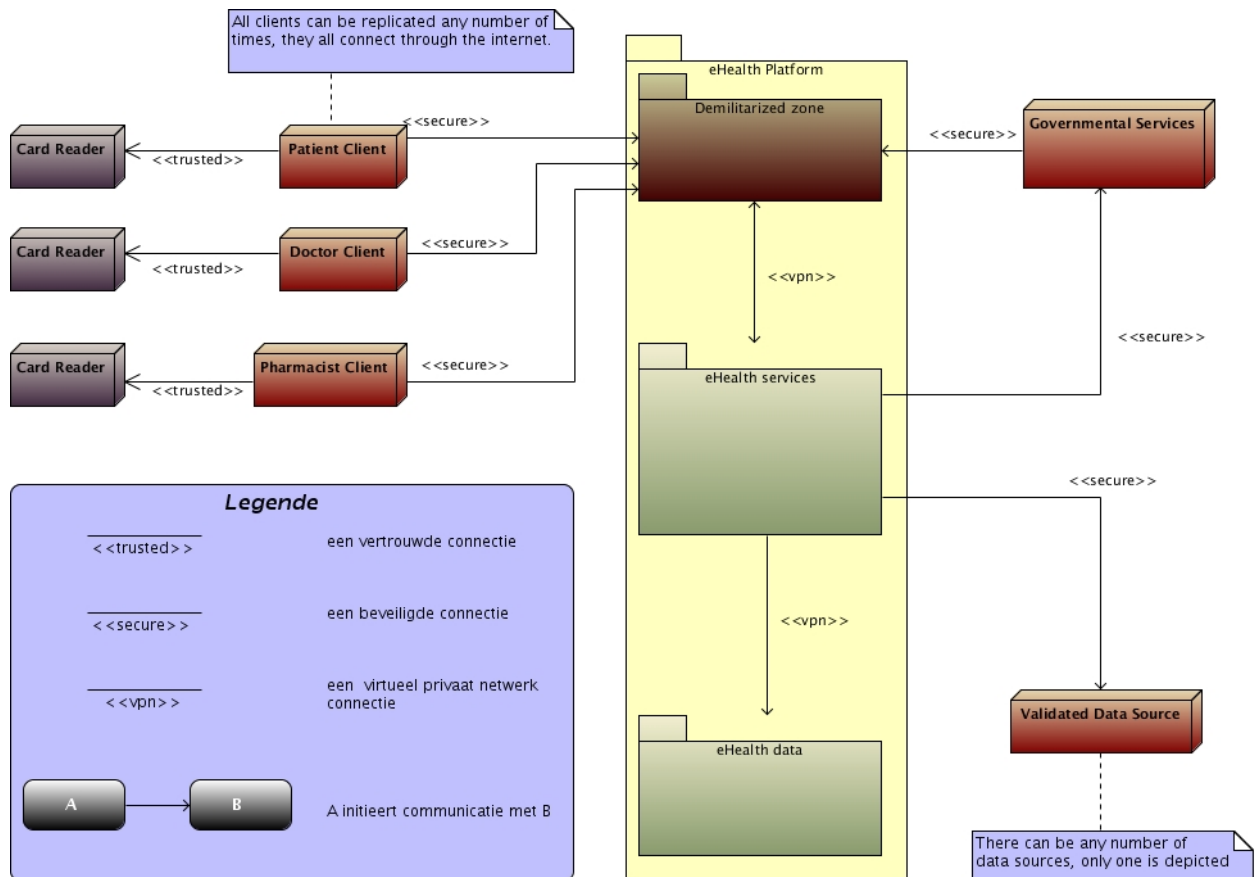 All clients can be replicated any number of
times, they all connect through the internet.
eHealth Platform
Demilitarized zone
<<secure>>
<<secure>>
Governmental Services
Card Reader
<<trusted>>
Patient Client
Card Reader
<<trusted>>
Doctor Client
<<secure>>
<<vpn>>
<<secure>>
Card Reader
<<trusted>>
Pharmacist Client
<<secure>>
eHealth services
<<secure>>
Legende
<<trusted>>
een vertrouwde connectie
<<secure>>
een beveiligde connectie
<<vpn>>
een virtueel privaat netwerk
connectie
A
B
A initieert communicatie met B
<<vpn>>
eHealth data
Validated Data Source
There can be any number of
data sources, only one is depicted